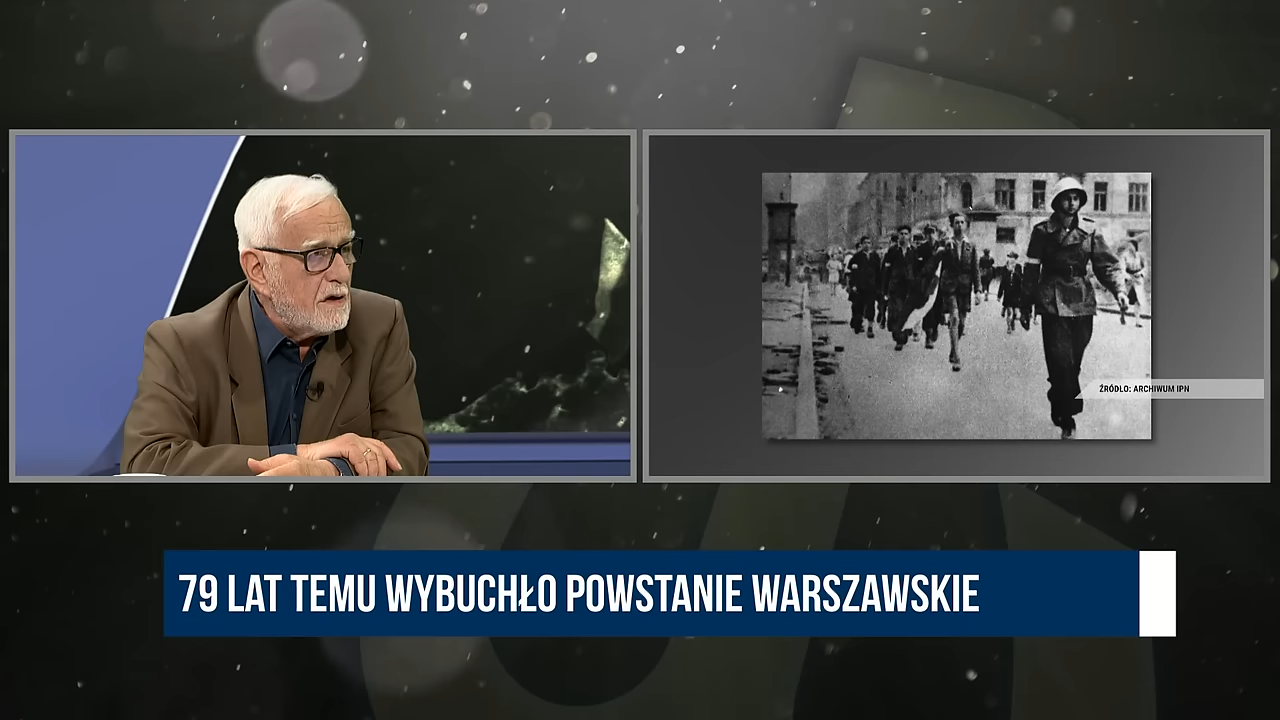 ŹRÓDŁO: ARCHIWUM IPN
79 LAT TEMU WYBUCHŁO POWSTANIE WARSZAWSKIE